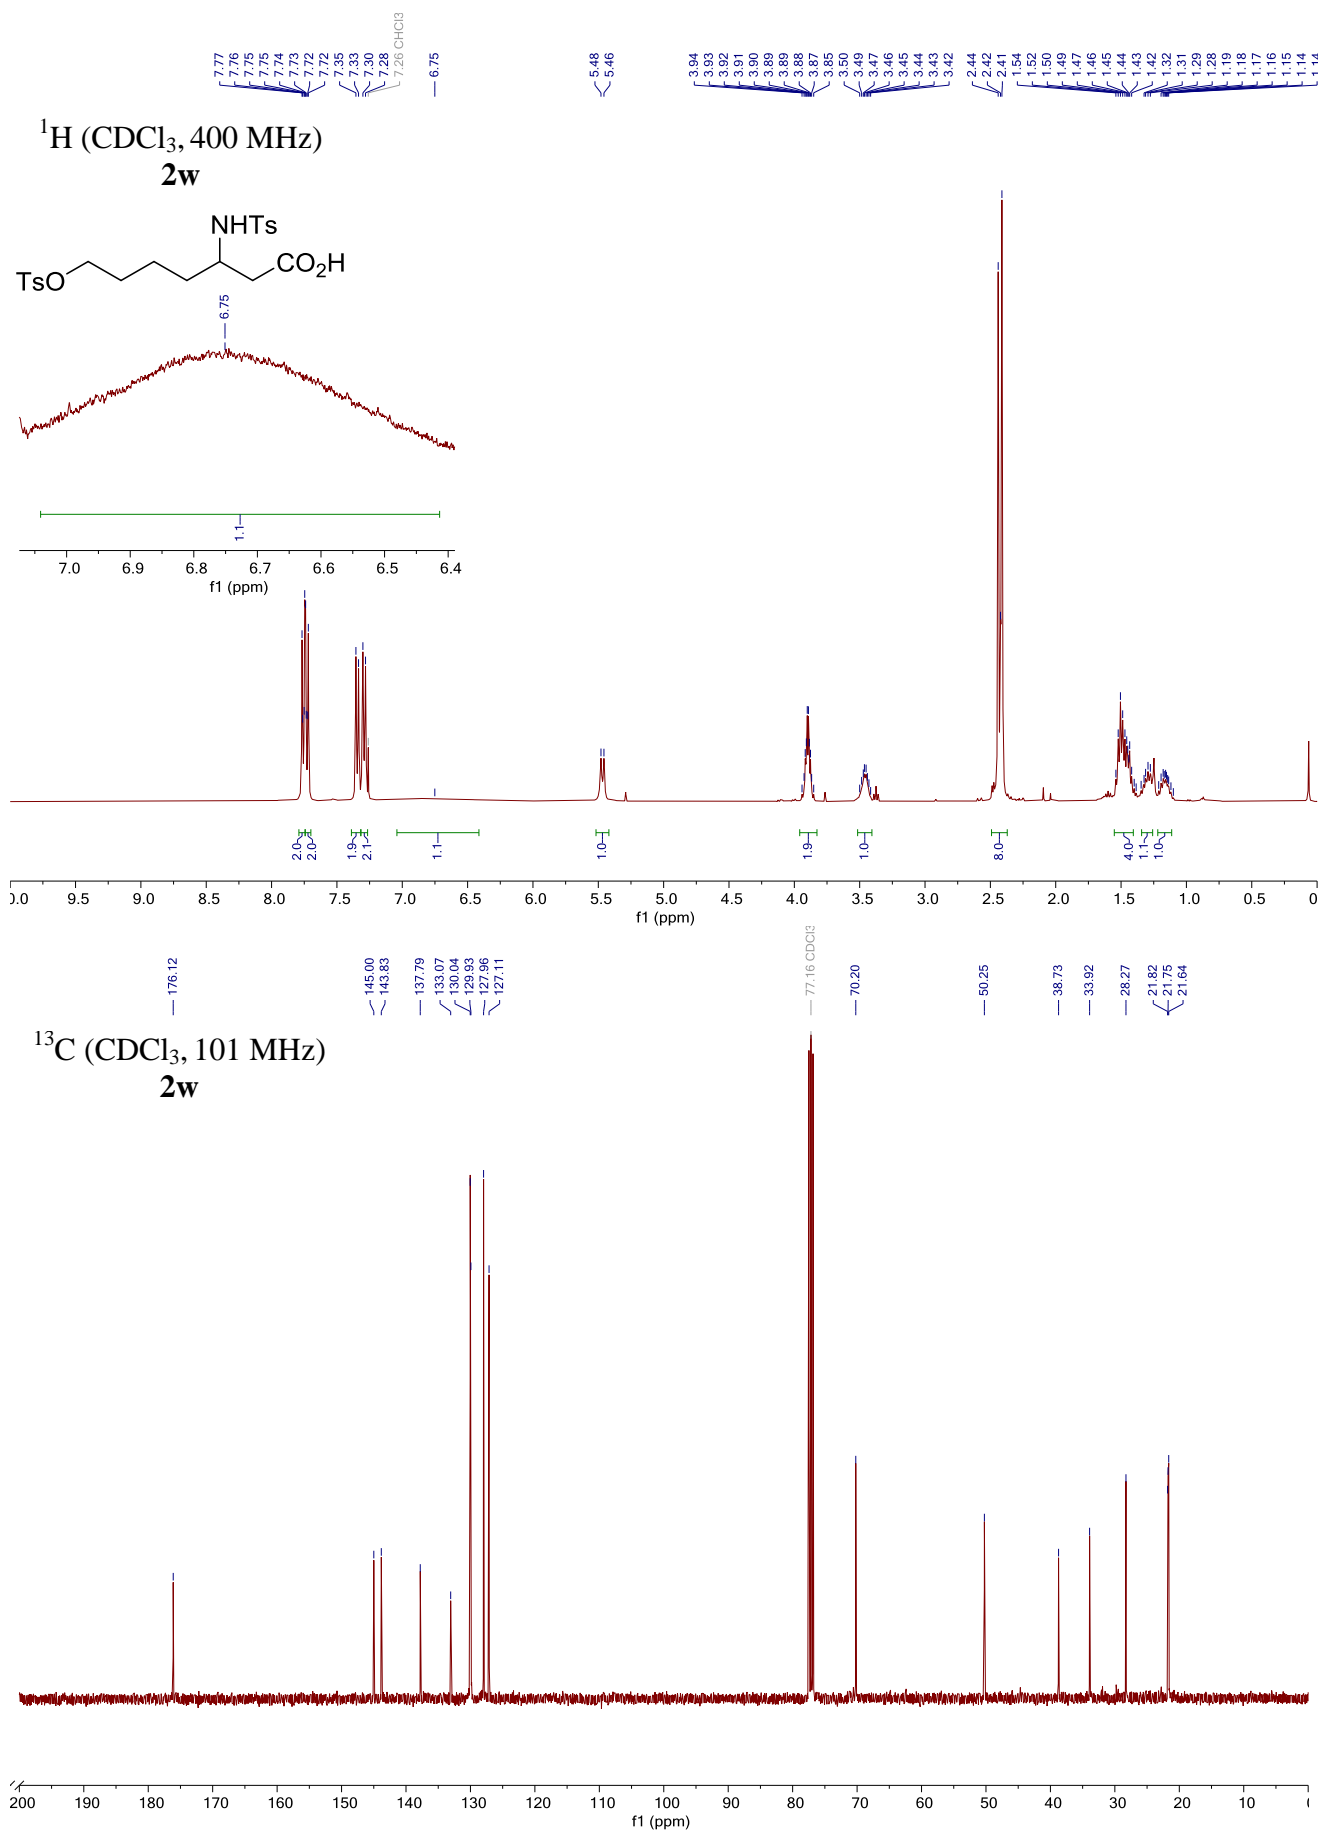 7.77 7.76 7.75 7.75 7.74 7.73 7.72 7.72 7.35 7.33 7.30 7.28 7.26 CHCl3 6.75 5.48 5.46 3.94 3.93 3.92 3.91 3.90 3.89 3.89 3.88 3.87 3.85 3.50 3.49 3.47 3.46 3.45 3.44 3.43 3.42 2.44 2.42 2.41 1.54 1.52 1.50 1.49 1.47 1.46 1.45 1.44 1.43 1.42 1.32 1.31 1.29 1.28 1.19 1.18 1.17 1.16 1.15 1.14 1.14
¹H (CDCl₃, 400 MHz)
2w
NHTs
CO₂H
TsO
6.75
1.1
7.0 6.9 6.8 6.7 6.6 6.5 6.4
f1 (ppm)
2.0 2.0 1.9 2.1 1.1 1.0 1.9 1.0 8.0 4.0 1.1 1.0
0.0 9.5 9.0 8.5 8.0 7.5 7.0 6.5 6.0 5.5 5.0 4.5 4.0 3.5 3.0 2.5 2.0 1.5 1.0 0.5 0
f1 (ppm)
176.12 145.00 143.83 137.79 133.07 130.04 129.93 127.96 127.11 77.16 CDCl3 70.20 50.25 38.73 33.92 28.27 21.82 21.75 21.64
¹³C (CDCl₃, 101 MHz)
2w
200 190 180 170 160 150 140 130 120 110 100 90 80 70 60 50 40 30 20 10
f1 (ppm)